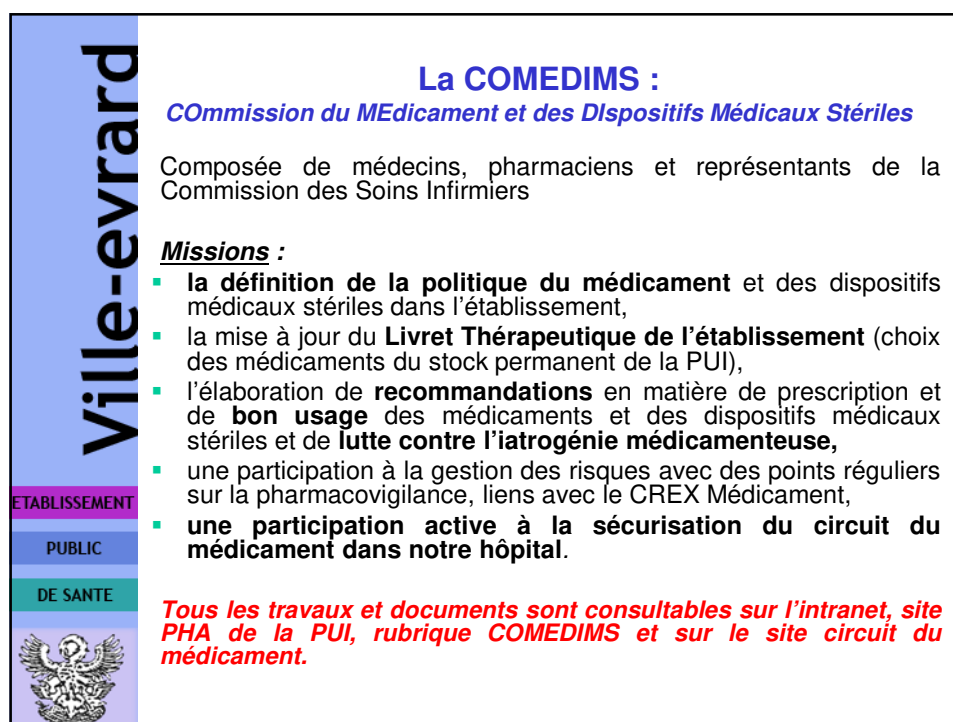 Ville-evrard
ETABLISSEMENT
PUBLIC
DE SANTE
La COMEDIMS :
COmmission du MEdicament et des DIspositifs Médicaux Stériles
Composée de médecins, pharmaciens et représentants de la
Commission des Soins Infirmiers
Missions :
▪ la définition de la politique du médicament et des dispositifs
médicaux stériles dans l’établissement,
▪ la mise à jour du Livret Thérapeutique de l’établissement (choix
des médicaments du stock permanent de la PUI),
▪ l’élaboration de recommandations en matière de prescription et
de bon usage des médicaments et des dispositifs médicaux
stériles et de lutte contre l’iatrogénie médicamenteuse,
▪ une participation à la gestion des risques avec des points réguliers
sur la pharmacovigilance, liens avec le CREX Médicament,
▪ une participation active à la sécurisation du circuit du
médicament dans notre hôpital.
Tous les travaux et documents sont consultables sur l’intranet, site
PHA de la PUI, rubrique COMEDIMS et sur le site circuit du
médicament.